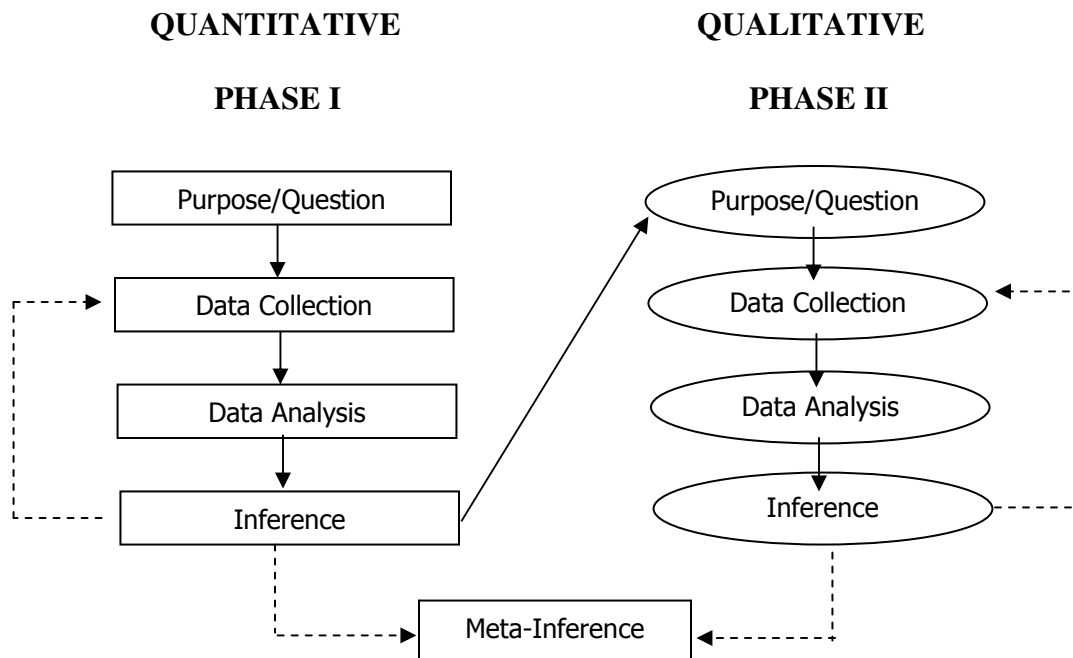 QUANTITATIVE
PHASE I
Purpose/Question
Data Collection
Data Analysis
Inference
QUALITATIVE
PHASE II
Purpose/Question
Data Collection
Data Analysis
Inference
Meta-Inference